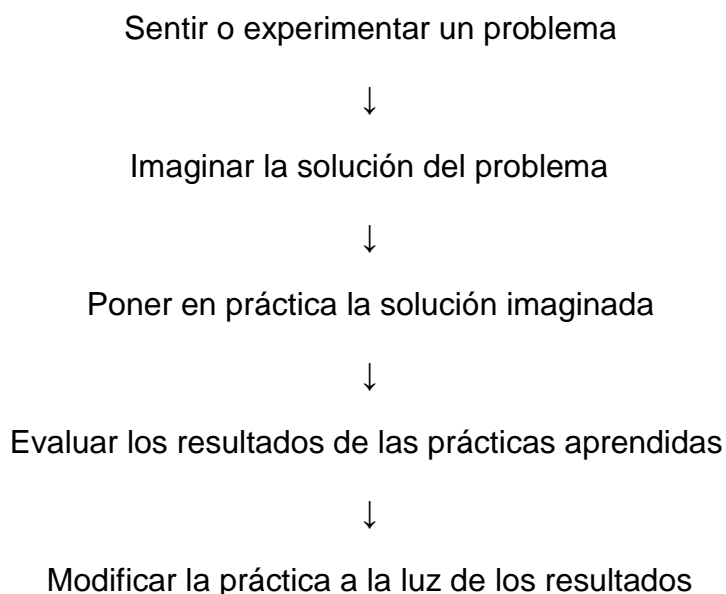 Sentir o experimentar un problema
↓
Imaginar la solución del problema
↓
Poner en práctica la solución imaginada
↓
Evaluar los resultados de las prácticas aprendidas
↓
Modificar la práctica a la luz de los resultados